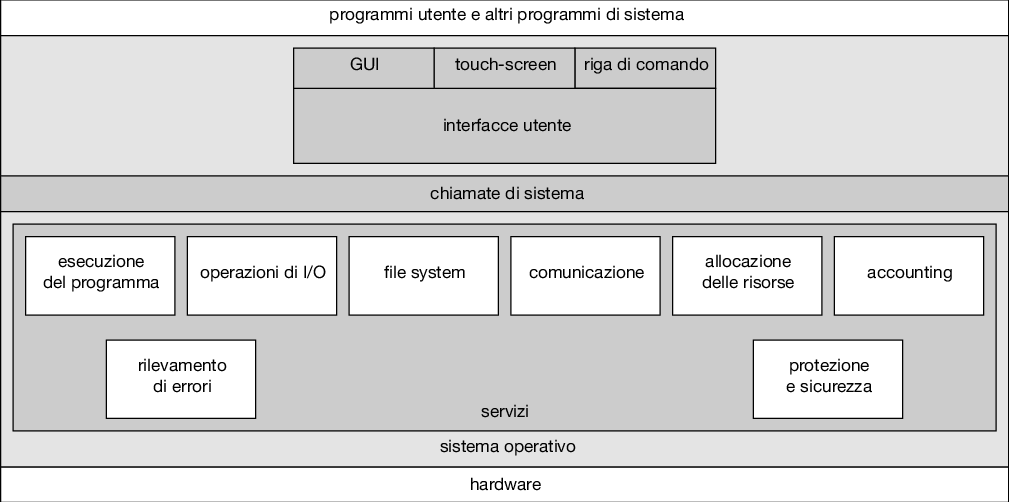 programmi utente e altri programmi di sistema
GUI
touch-screen
riga di comando
interfacce utente
chiamate di sistema
esecuzione
del programma
operazioni di I/O
file system
comunicazione
allocazione
delle risorse
accounting
rilevamento
di errori
protezione
e sicurezza
servizi
sistema operativo
hardware